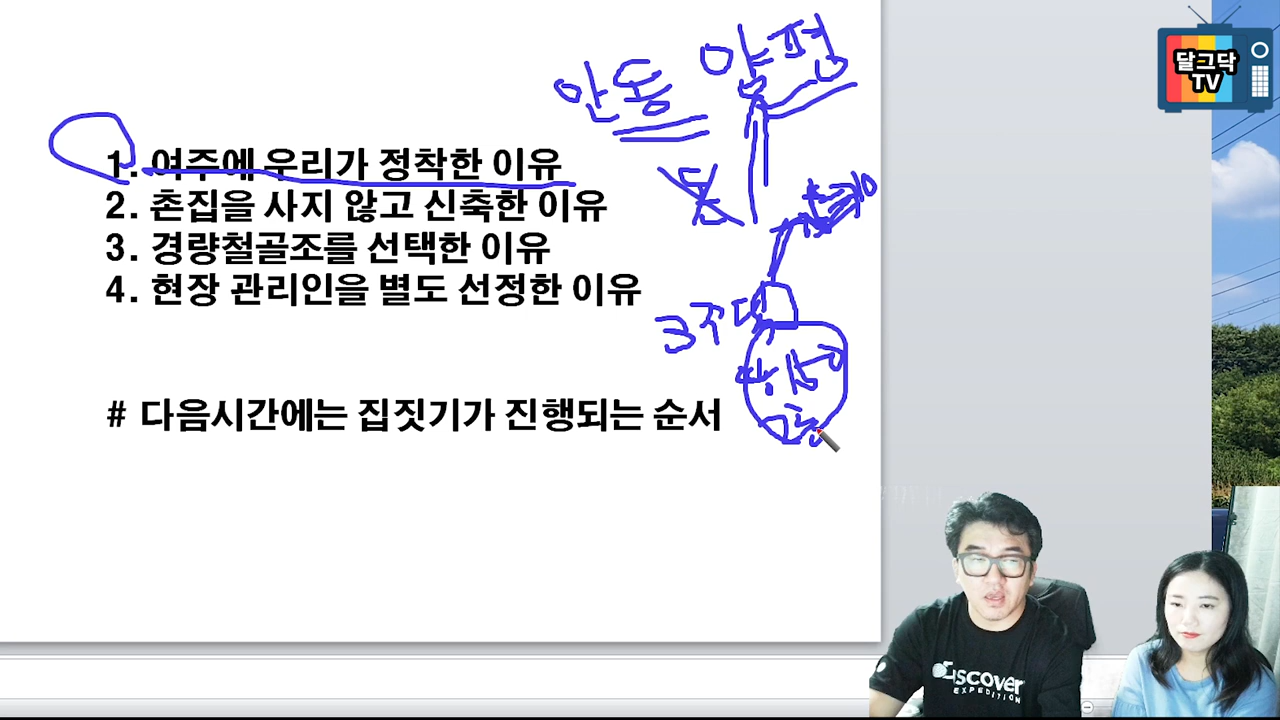 달그닥
TV
안동 양평
1. 여주에 우리가 정착한 이유
2. 촌집을 사지 않고 신축한 이유
3. 경량철골조를 선택한 이유
4. 현장 관리인을 별도 선정한 이유
3주택
# 다음시간에는 집짓기가 진행되는 순서
DISCOVER
EXPEDITION